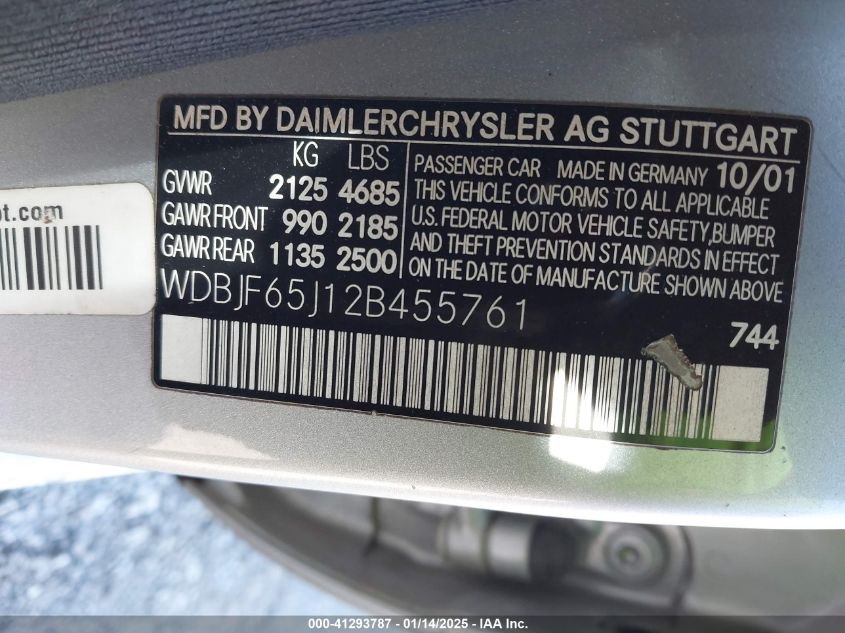 MFD BY DAIMLERCHRYSLER AG STUTTGART
KG LBS
GVWR 2125 4685
GAWR FRONT 990 2185
GAWR REAR 1135 2500
PASSENGER CAR MADE IN GERMANY 10/01
THIS VEHICLE CONFORMS TO ALL APPLICABLE
U.S. FEDERAL MOTOR VEHICLE SAFETY,BUMPER
AND THEFT PREVENTION STANDARDS IN EFFECT
ON THE DATE OF MANUFACTURE SHOWN ABOVE
WDBJF65J12B455761
744
ot.com
000-41293787 - 01/14/2025 - IAA Inc.